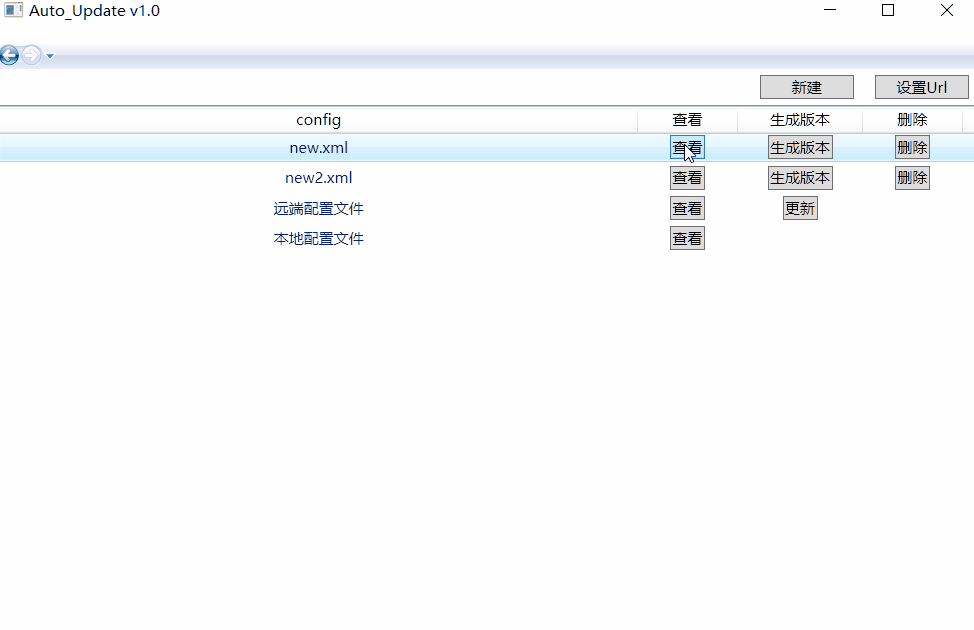 Auto_Update v1.0
新建 设置Url
config 查看 生成版本 删除
new.xml 查看 生成版本 删除
new2.xml 查看 生成版本 删除
远端配置文件 查看 更新
本地配置文件 查看